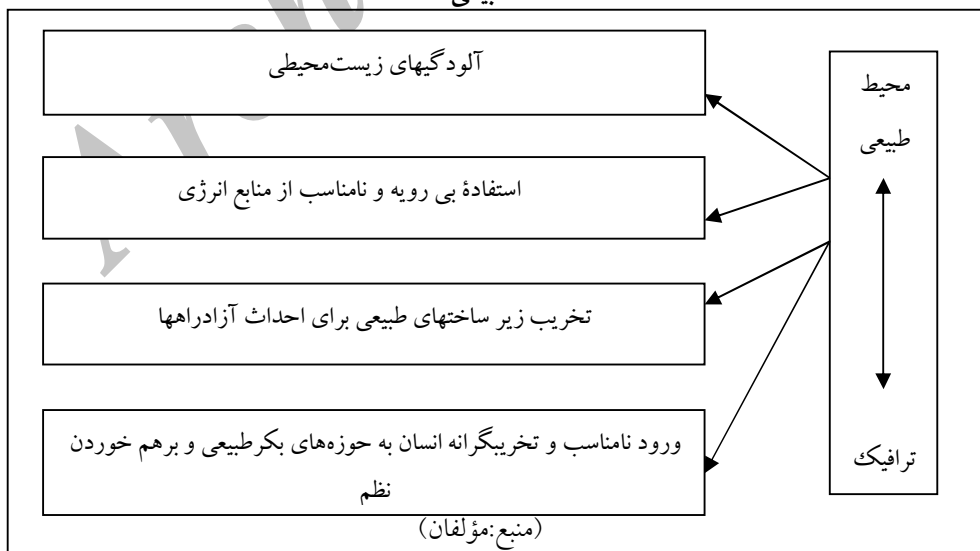 آلودگیهای زیست‌محیطی
محیط
طبیعی
استفادهٔ بی رویه و نامناسب از منابع انرژی
تخریب زیر ساختهای طبیعی برای احداث آزادراهها
ورود نامناسب و تخریبگرانه انسان به حوزه‌های بکرطبیعی و برهم خوردن
نظم
ترافیک
(منبع:مؤلفان)